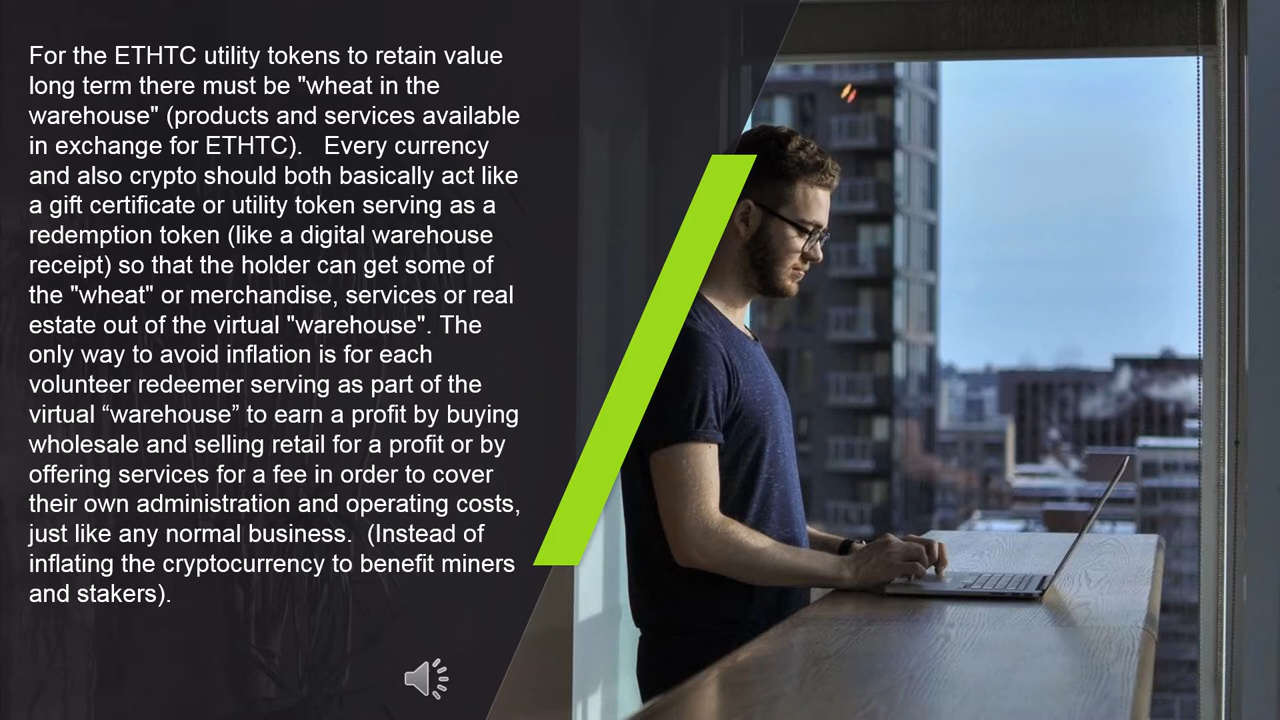 For the ETHTC utility tokens to retain value
long term there must be "wheat in the
warehouse" (products and services available
in exchange for ETHTC).   Every currency
and also crypto should both basically act like
a gift certificate or utility token serving as a
redemption token (like a digital warehouse
receipt) so that the holder can get some of
the "wheat" or merchandise, services or real
estate out of the virtual "warehouse". The
only way to avoid inflation is for each
volunteer redeemer serving as part of the
virtual “warehouse” to earn a profit by buying
wholesale and selling retail for a profit or by
offering services for a fee in order to cover
their own administration and operating costs,
just like any normal business.  (Instead of
inflating the cryptocurrency to benefit miners
and stakers).